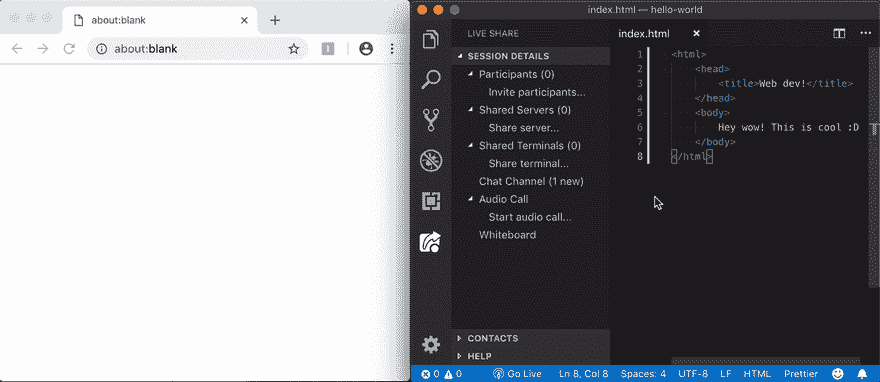 about:blank
about:blank
index.html — hello-world
LIVE SHARE
SESSION DETAILS
Participants (0)
Invite participants...
Shared Servers (0)
Share server...
Shared Terminals (0)
Share terminal...
Chat Channel (1 new)
Audio Call
Start audio call...
Whiteboard
CONTACTS
HELP
index.html
1 <html>
2 <head>
3 <title>Web dev!</title>
4 </head>
5 <body>
6 Hey wow! This is cool :D
7 </body>
8 </html>
0 0 Go Live Ln 8, Col 8 Spaces: 4 UTF-8 LF HTML Prettier